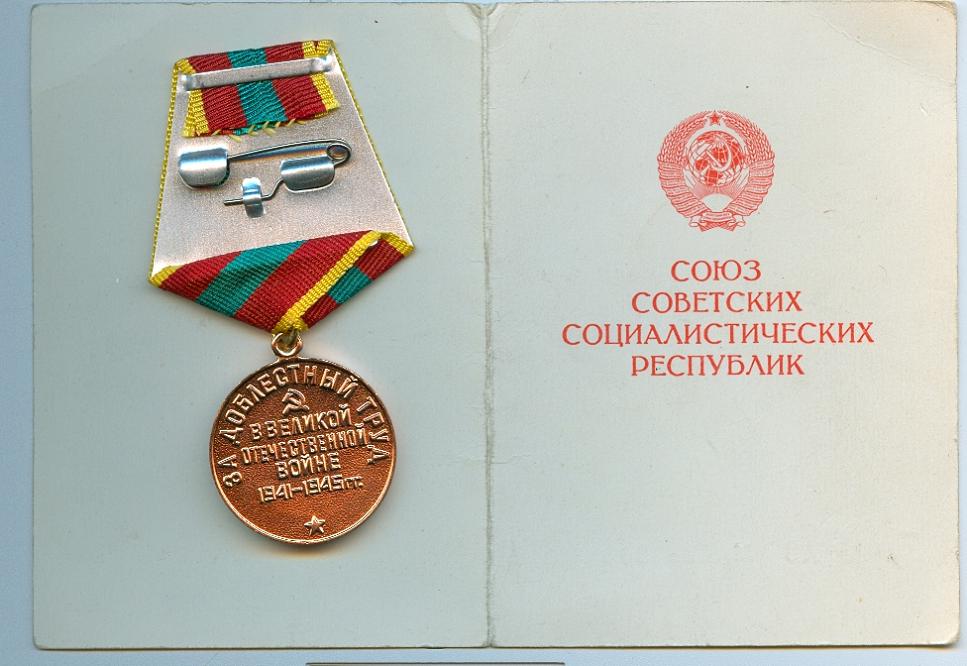 ЗА ДОБЛЕСТНЫЙ ТРУД
В ВЕЛИКОЙ
ОТЕЧЕСТВЕННОЙ
ВОЙНЕ
1941–1945 гг.
СОЮЗ
СОВЕТСКИХ
СОЦИАЛИСТИЧЕСКИХ
РЕСПУБЛИК